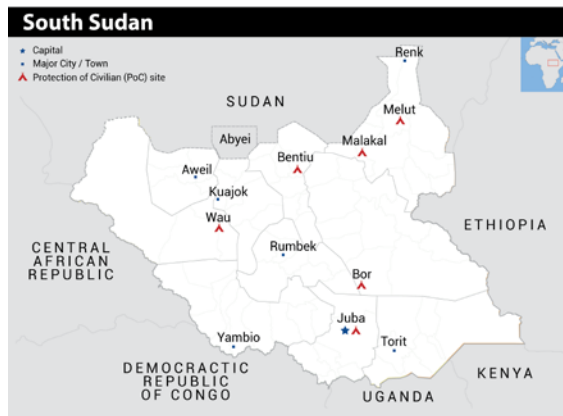 South Sudan
Capital
Major City / Town
Protection of Civilian (PoC) site
Renk
SUDAN
Melut
Abyei
Malakal
Bentiu
Aweil
Kuajok
Wau
ETHIOPIA
CENTRAL
AFRICAN
REPUBLIC
Rumbek
Bor
Juba
Yambio
Torit
DEMOCRACTIC
REPUBLIC
OF CONGO
KENYA
UGANDA